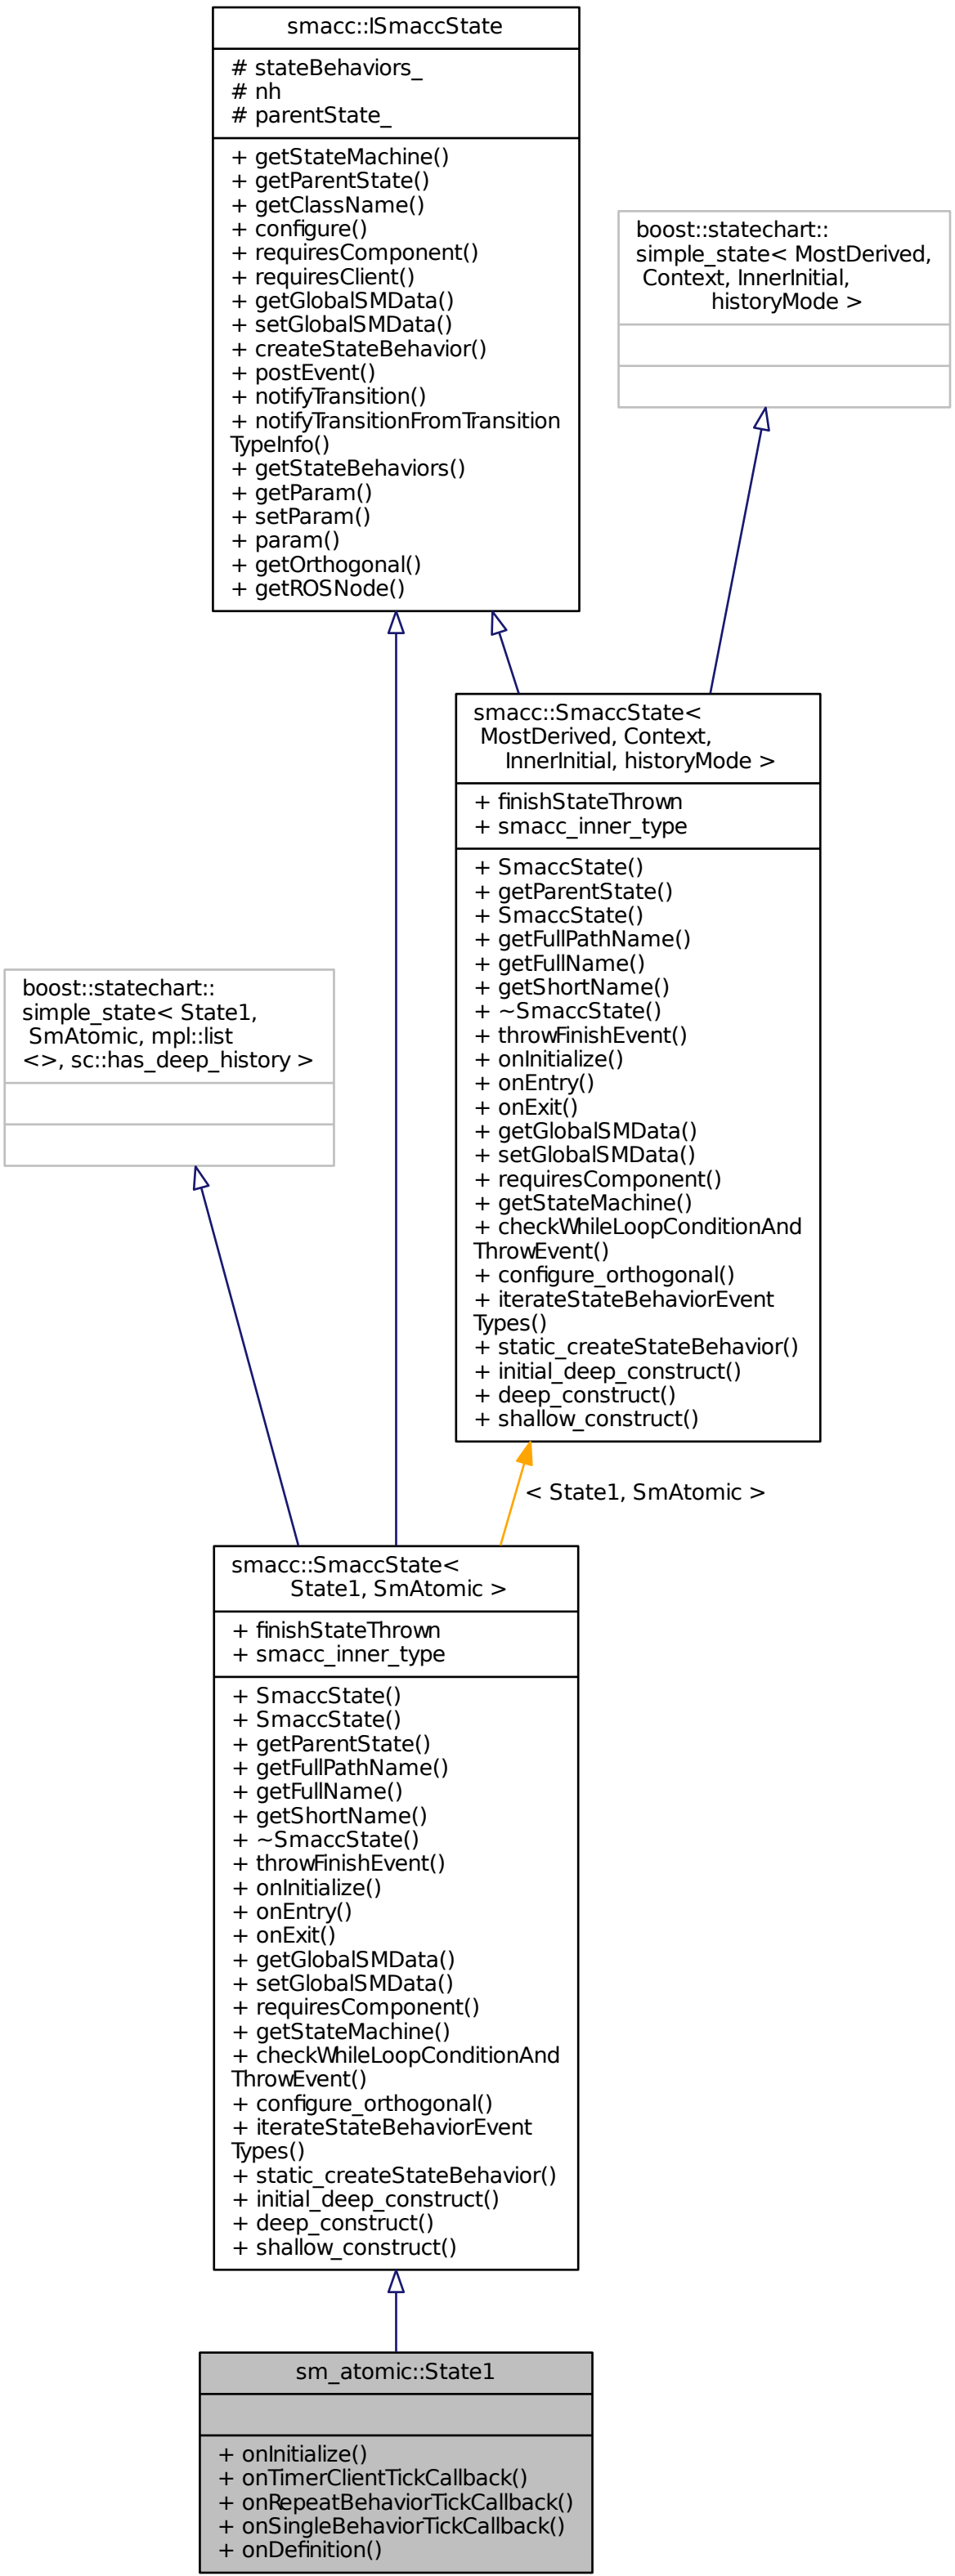 smacc::ISmaccState
# stateBehaviors_
# nh
# parentState_
+ getStateMachine()
+ getParentState()
+ getClassName()
+ configure()
+ requiresComponent()
+ requiresClient()
+ getGlobalSMData()
+ setGlobalSMData()
+ createStateBehavior()
+ postEvent()
+ notifyTransition()
+ notifyTransitionFromTransition
TypeInfo()
+ getStateBehaviors()
+ getParam()
+ setParam()
+ param()
+ getOrthogonal()
+ getROSNode()
boost::statechart::
simple_state< MostDerived,
Context, InnerInitial,
historyMode >
smacc::SmaccState<
MostDerived, Context,
InnerInitial, historyMode >
+ finishStateThrown
+ smacc_inner_type
+ SmaccState()
+ getParentState()
+ SmaccState()
+ getFullPathName()
+ getFullName()
+ getShortName()
+ ~SmaccState()
+ throwFinishEvent()
+ onInitialize()
+ onEntry()
+ onExit()
+ getGlobalSMData()
+ setGlobalSMData()
+ requiresComponent()
+ getStateMachine()
+ checkWhileLoopConditionAnd
ThrowEvent()
+ configure_orthogonal()
+ iterateStateBehaviorEvent
Types()
+ static_createStateBehavior()
+ initial_deep_construct()
+ deep_construct()
+ shallow_construct()
boost::statechart::
simple_state< State1,
SmAtomic, mpl::list
<>, sc::has_deep_history >
< State1, SmAtomic >
smacc::SmaccState<
State1, SmAtomic >
+ finishStateThrown
+ smacc_inner_type
+ SmaccState()
+ SmaccState()
+ getParentState()
+ getFullPathName()
+ getFullName()
+ getShortName()
+ ~SmaccState()
+ throwFinishEvent()
+ onInitialize()
+ onEntry()
+ onExit()
+ getGlobalSMData()
+ setGlobalSMData()
+ requiresComponent()
+ getStateMachine()
+ checkWhileLoopConditionAnd
ThrowEvent()
+ configure_orthogonal()
+ iterateStateBehaviorEvent
Types()
+ static_createStateBehavior()
+ initial_deep_construct()
+ deep_construct()
+ shallow_construct()
sm_atomic::State1
+ onInitialize()
+ onTimerClientTickCallback()
+ onRepeatBehaviorTickCallback()
+ onSingleBehaviorTickCallback()
+ onDefinition()